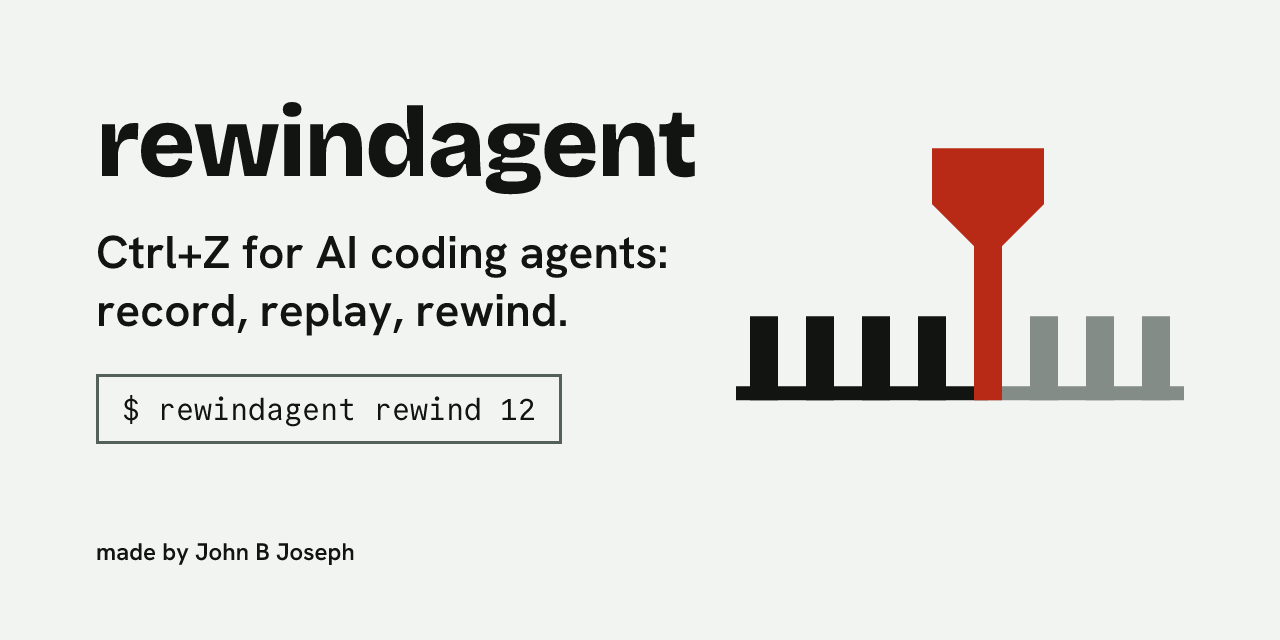 rewindagent
Ctrl+Z for AI coding agents:
record, replay, rewind.
$ rewindagent rewind 12
made by John B Joseph